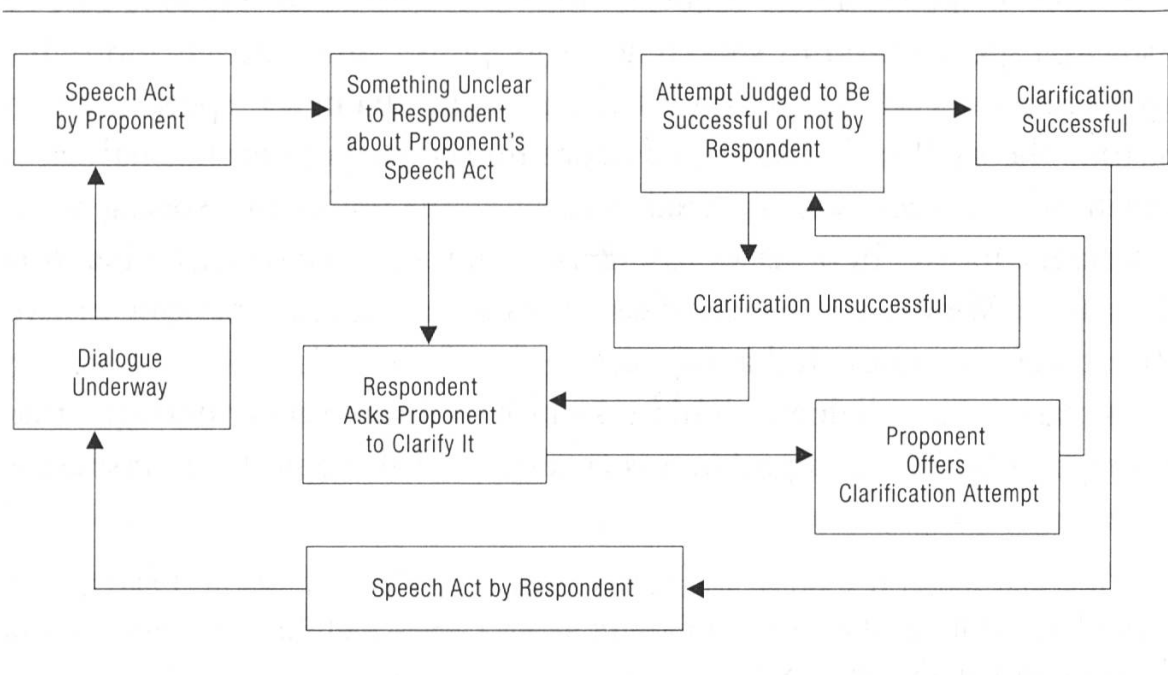 Speech Act
by Proponent
Something Unclear
to Respondent
about Proponent's
Speech Act
Attempt Judged to Be
Successful or not by
Respondent
Clarification
Successful
Clarification Unsuccessful
Dialogue
Underway
Respondent
Asks Proponent
to Clarify It
Proponent
Offers
Clarification Attempt
Speech Act by Respondent